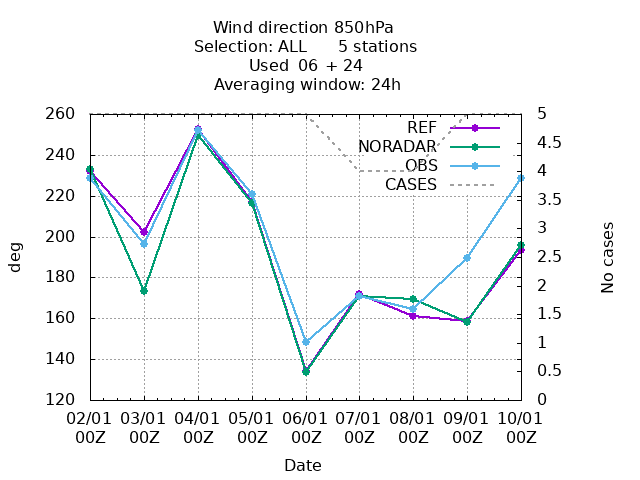 Wind direction 850hPa
Selection: ALL 5 stations
Used 06 + 24
Averaging window: 24h
260
240
220
200
180
160
140
120
deg
5
4.5
4
3.5
3
2.5
2
1.5
1
0.5
0
No cases
REF
NORADAR
OBS
CASES
02/01 03/01 04/01 05/01 06/01 07/01 08/01 09/01 10/01
00Z 00Z 00Z 00Z 00Z 00Z 00Z 00Z 00Z
Date